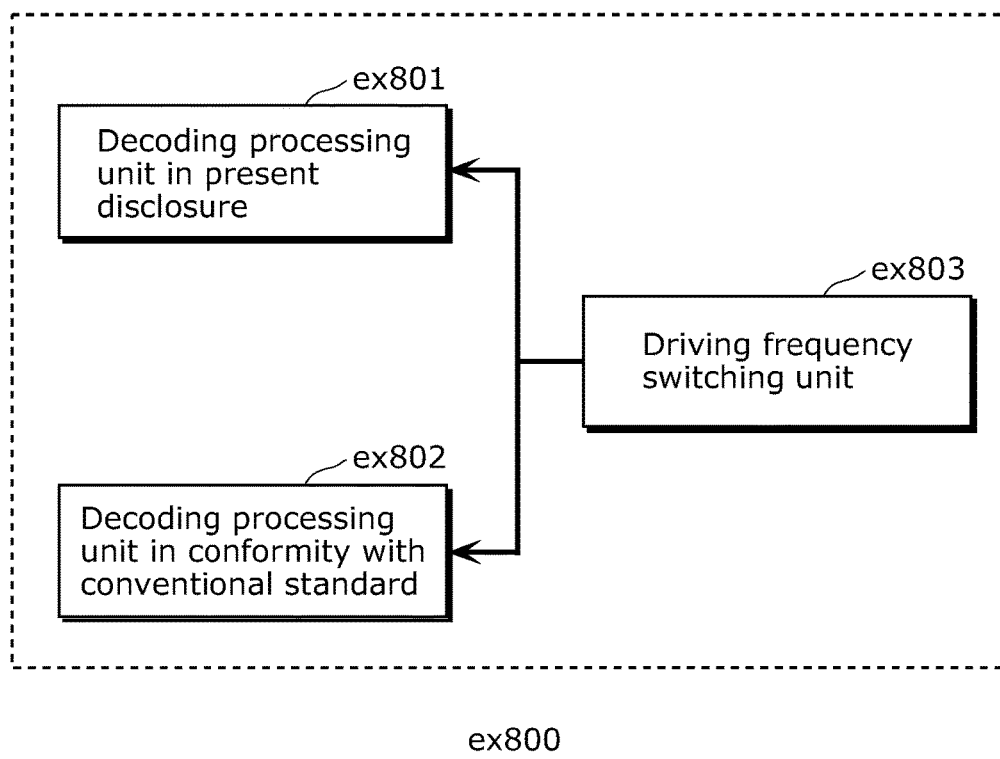 ex801
Decoding processing
unit in present
disclosure
ex803
Driving frequency
switching unit
ex802
Decoding processing
unit in conformity with
conventional standard
ex800